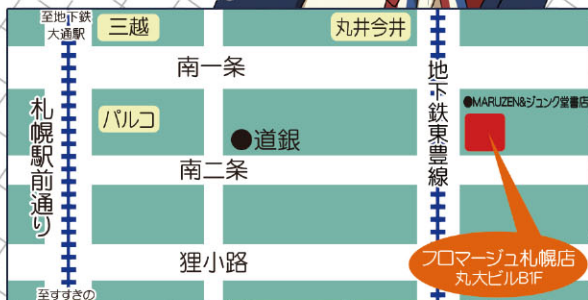 至地下鉄
大通駅
三越
丸井今井
南一条
地下鉄東豊線
●MARUZEN&ジュンク堂書店
札幌駅前通り
パルコ
●道銀
南二条
狸小路
フロマージュ札幌店
丸大ビルB1F
至すすきの